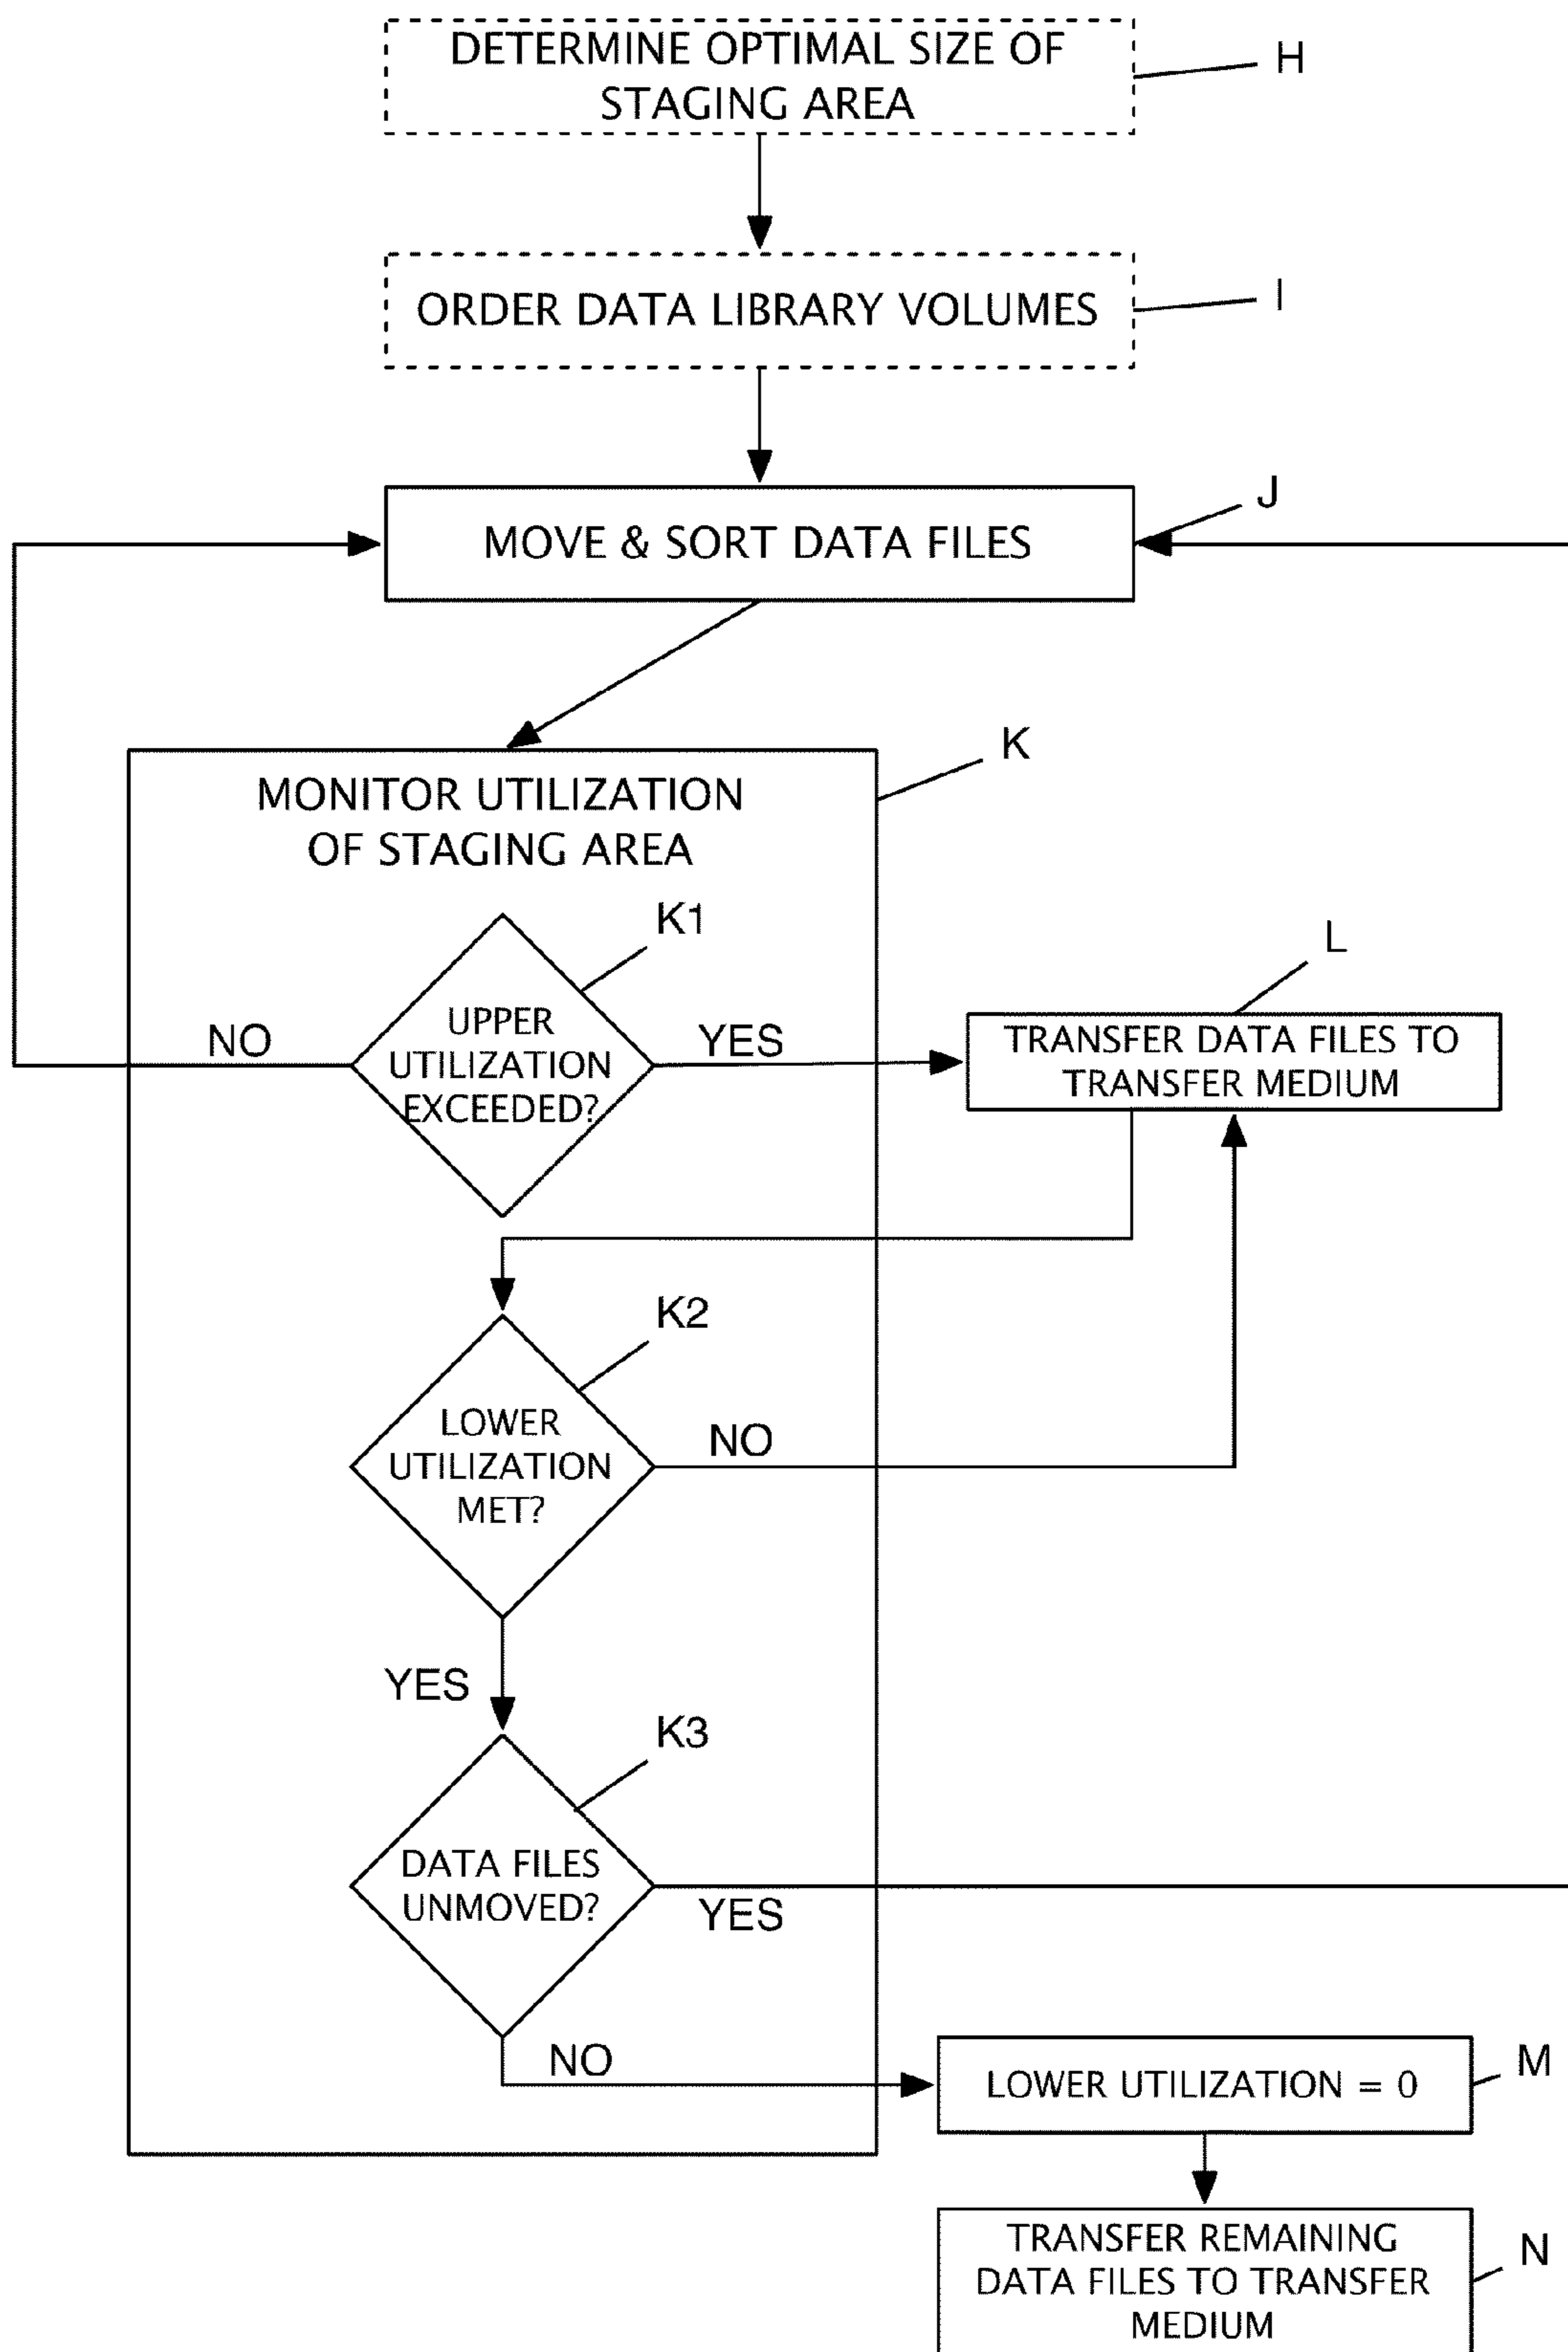 DETERMINE OPTIMAL SIZE OF
STAGING AREA
H
ORDER DATA LIBRARY VOLUMES
I
J
MOVE & SORT DATA FILES
K
MONITOR UTILIZATION
OF STAGING AREA
K1
L
UPPER
UTILIZATION
EXCEEDED?
NO
YES
TRANSFER DATA FILES TO
TRANSFER MEDIUM
K2
LOWER
UTILIZATION
MET?
NO
YES
K3
DATA FILES
UNMOVED?
YES
NO
LOWER UTILIZATION = 0
M
TRANSFER REMAINING
DATA FILES TO TRANSFER
MEDIUM
N